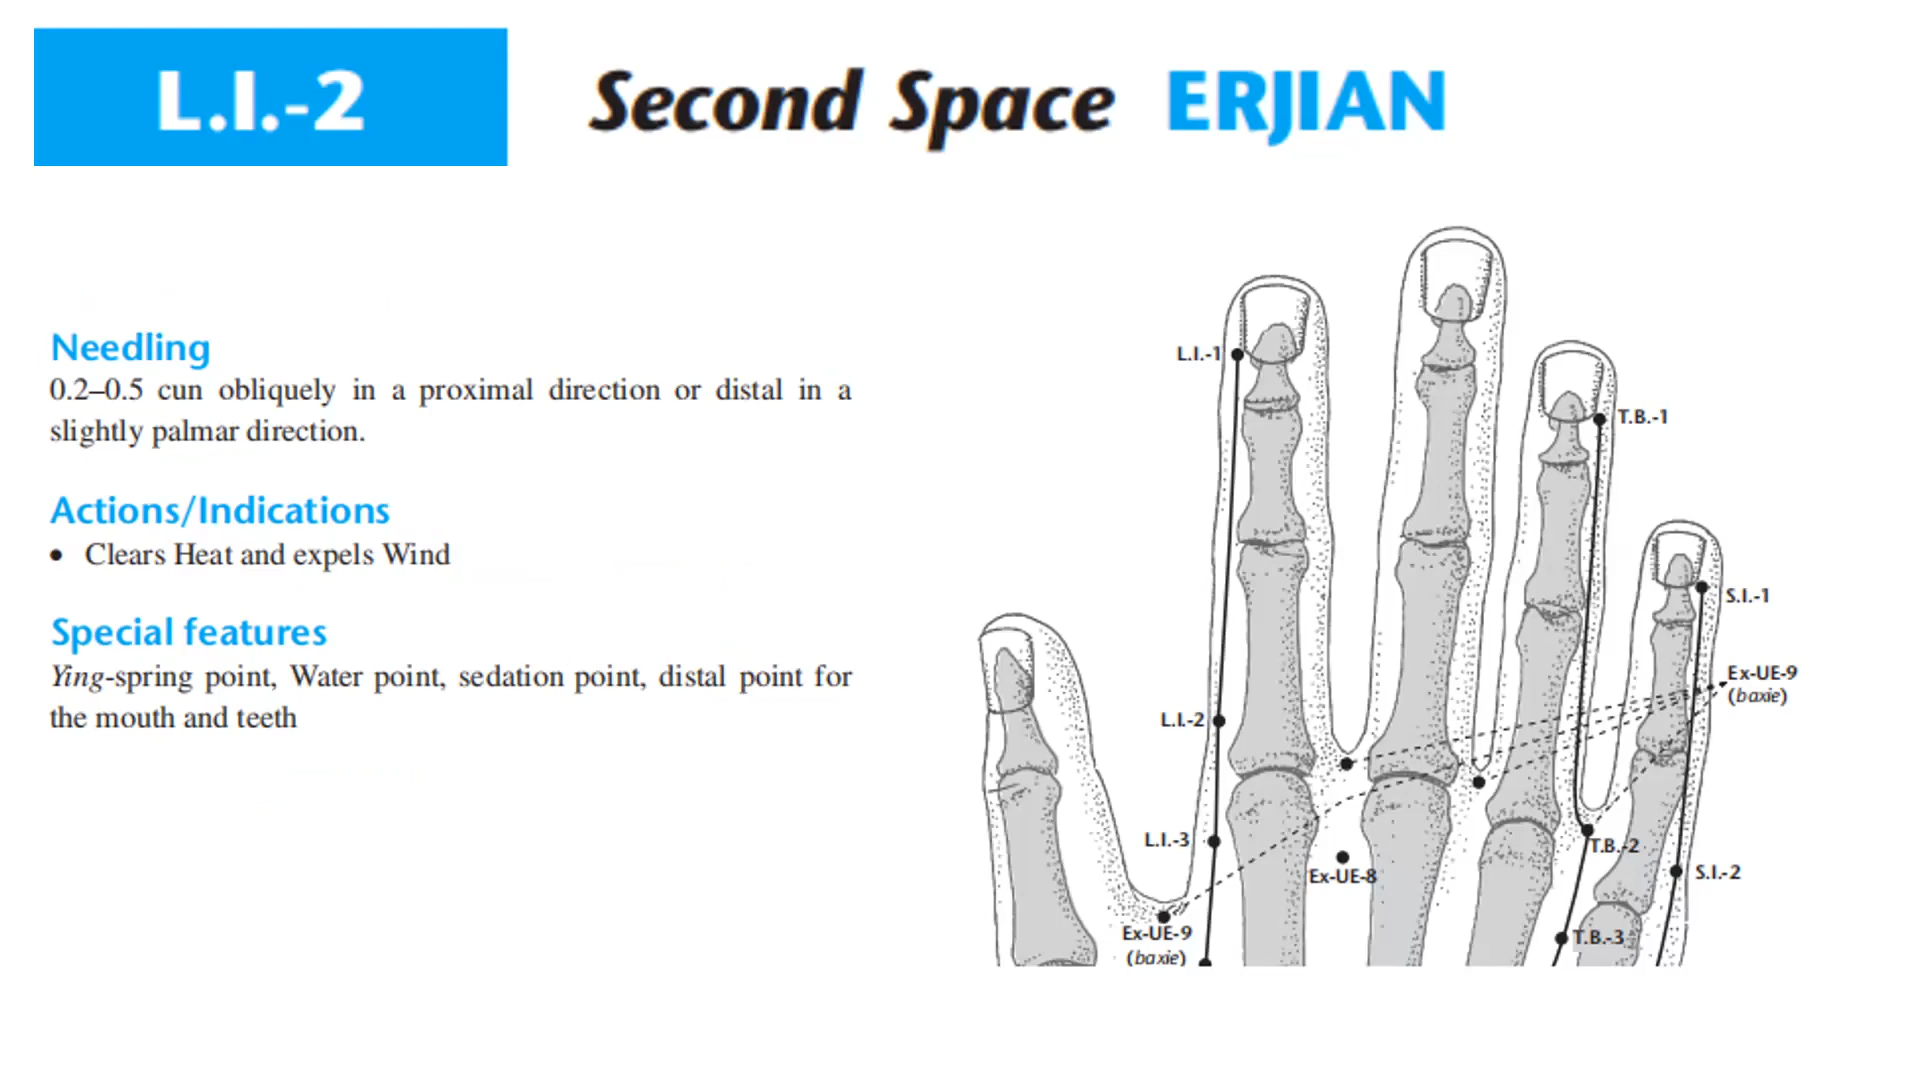 L.I.-2
Second Space ERJIAN
Needling
0.2–0.5 cun obliquely in a proximal direction or distal in a
slightly palmar direction.
Actions/Indications
• Clears Heat and expels Wind
Special features
Ying-spring point, Water point, sedation point, distal point for
the mouth and teeth
L.I.-1
T.B.-1
S.I.-1
Ex-UE-9
(baxie)
L.I.-2
L.I.-3
T.B.-2
Ex-UE-8
S.I.-2
Ex-UE-9
(baxie)
T.B.-3